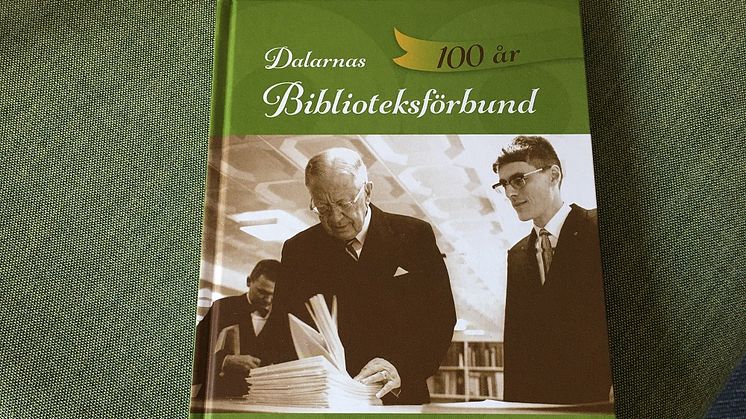 Dalarnas
100 år
Biblioteksförbund